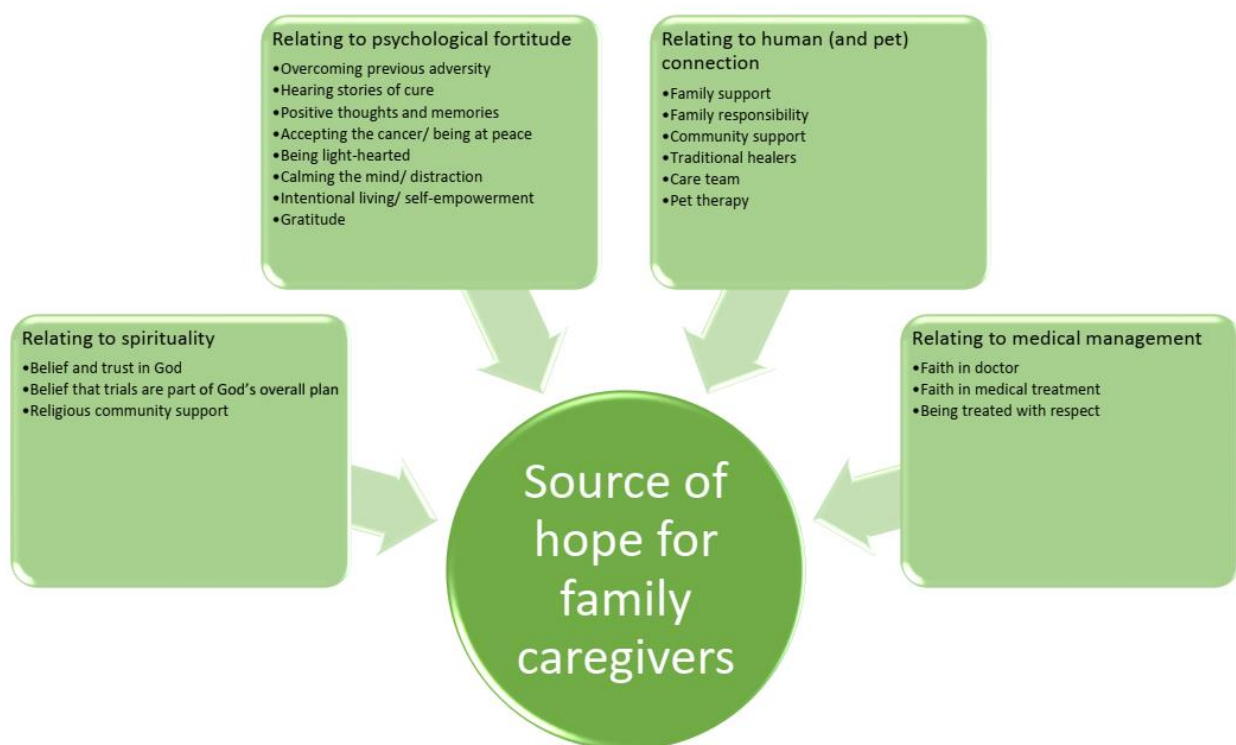 Relating to psychological fortitude
•Overcoming previous adversity
•Hearing stories of cure
•Positive thoughts and memories
•Accepting the cancer/ being at peace
•Being light-hearted
•Calming the mind/ distraction
•Intentional living/ self-empowerment
•Gratitude
Relating to human (and pet)
connection
•Family support
•Family responsibility
•Community support
•Traditional healers
•Care team
•Pet therapy
Relating to spirituality
•Belief and trust in God
•Belief that trials are part of God's overall plan
•Religious community support
Relating to medical management
•Faith in doctor
•Faith in medical treatment
•Being treated with respect
Source of
hope for
family
caregivers